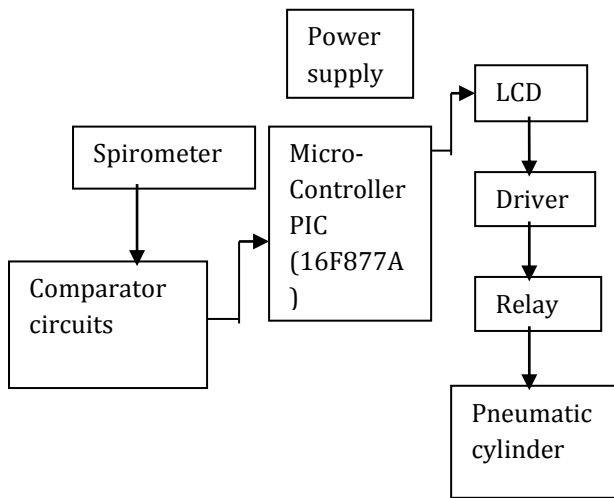 Power
supply
LCD
Spirometer
Micro-
Controller
PIC
(16F877A
)
Driver
Comparator
circuits
Relay
Pneumatic
cylinder